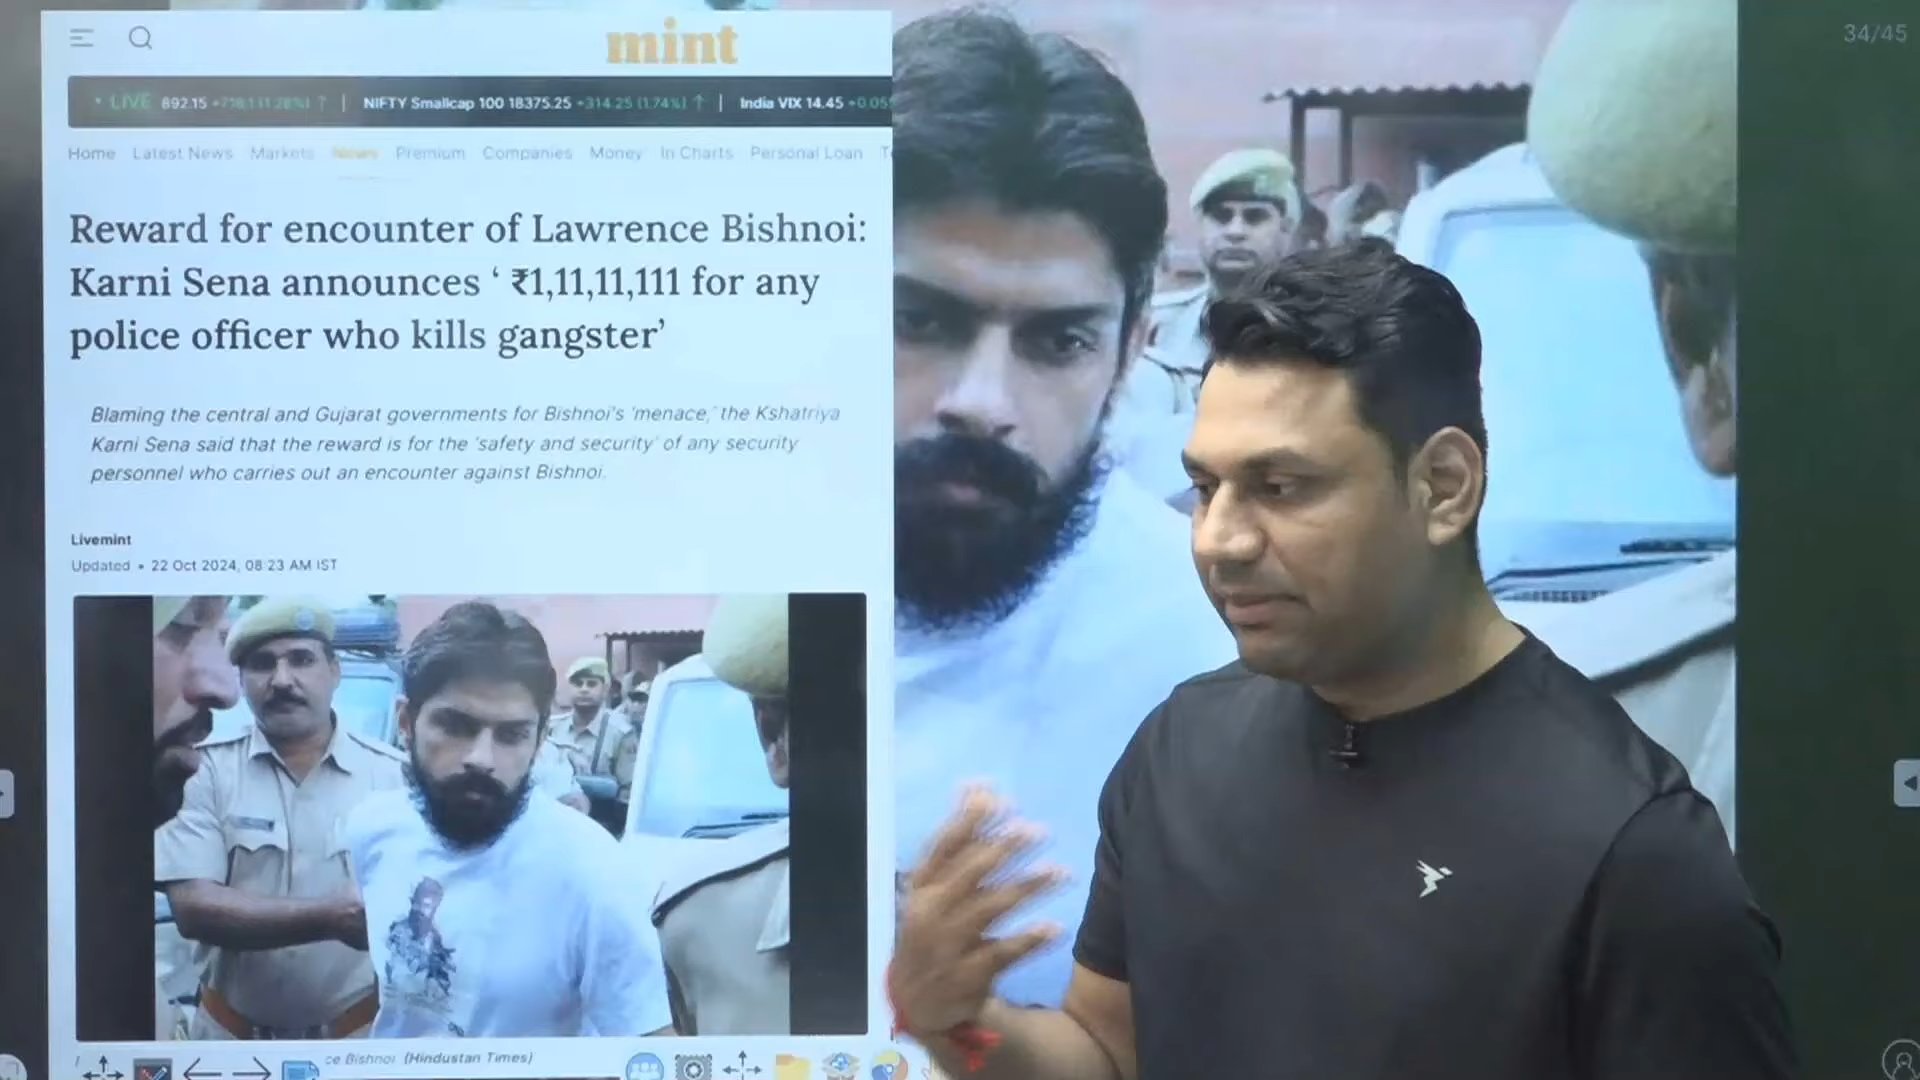 34/45
mint
LIVE 892.15 ↑ | NIFTY Smallcap 100 18375.25 +314.25 (1.74%) ↑ | India VIX 14.45 +0.05
Home Latest News Markets News Premium Companies Money In Charts Personal Loan
Reward for encounter of Lawrence Bishnoi:
Karni Sena announces ‘ ₹1,11,11,111 for any
police officer who kills gangster’
Blaming the central and Gujarat governments for Bishnoi's 'menace,' the Kshatriya
Karni Sena said that the reward is for the 'safety and security' of any security
personnel who carries out an encounter against Bishnoi.
Livemint
Updated • 22 Oct 2024, 08:23 AM IST
ce Bishnoi (Hindustan Times)